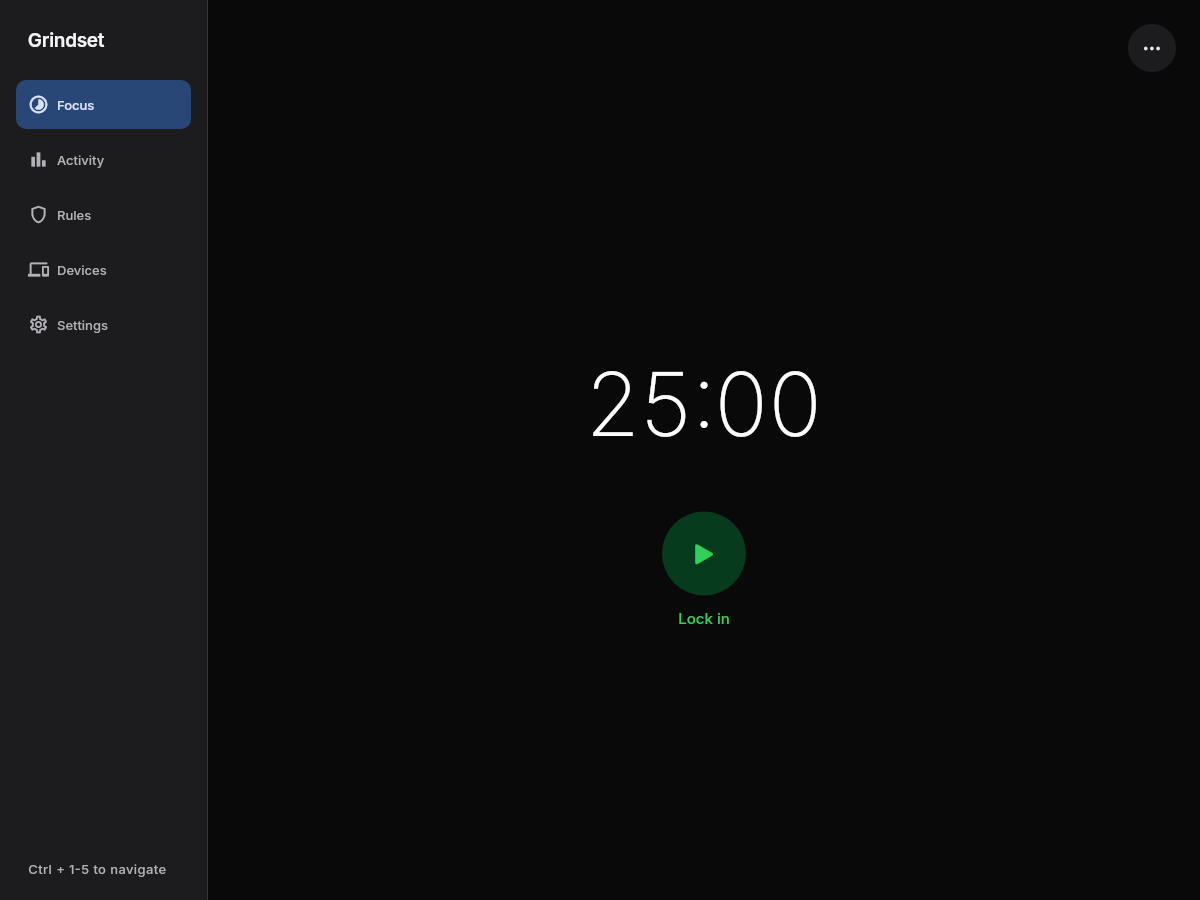 Grindset
Focus
Activity
Rules
Devices
Settings
25:00
Lock in
Ctrl + 1-5 to navigate